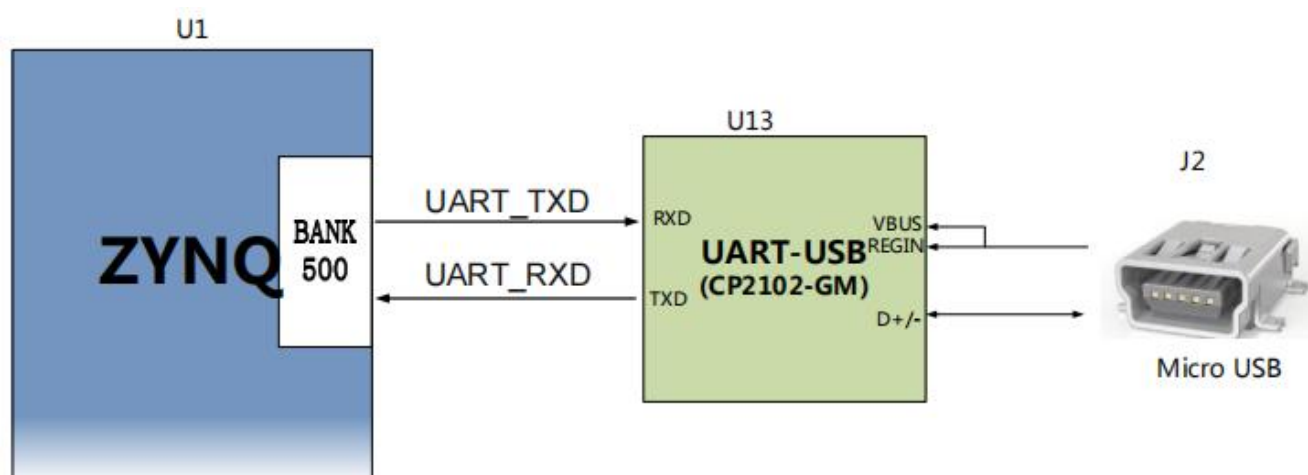 U1
ZYNQ
BANK
500
UART_TXD
UART_RXD
U13
RXD
TXD
UART-USB
(CP2102-GM)
VBUS
REGIN
D+/-
J2
Micro USB